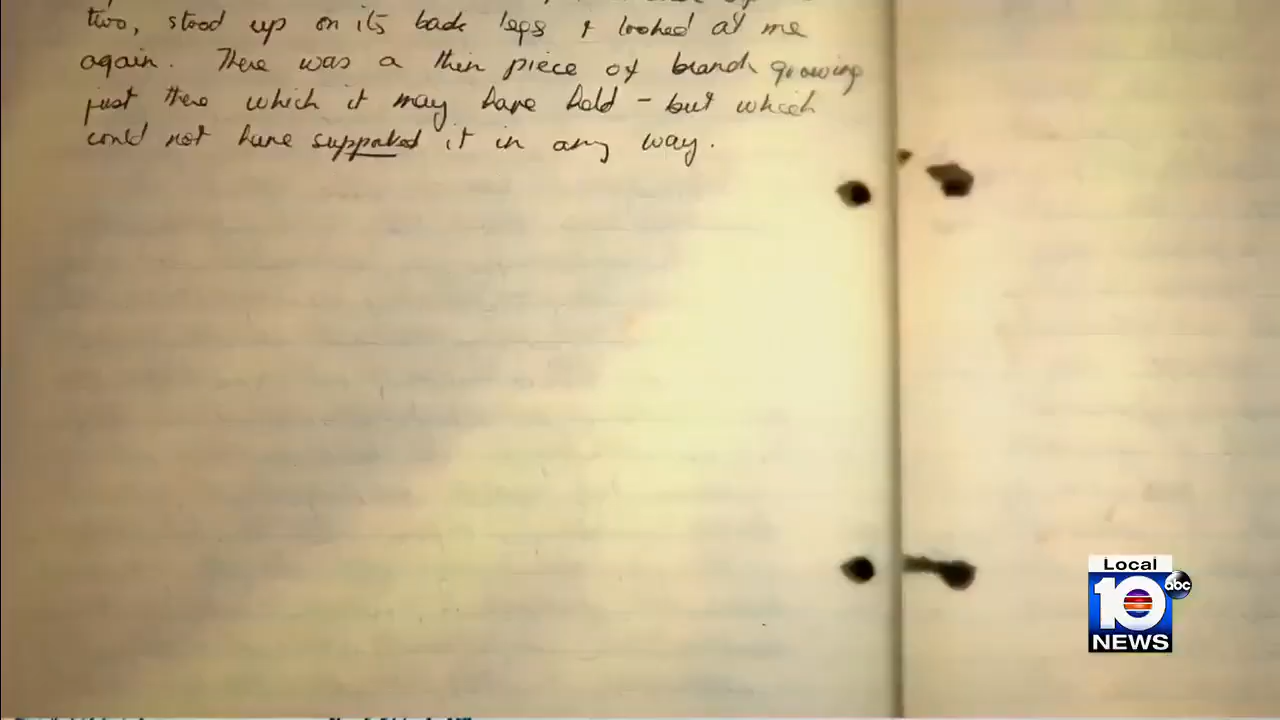 two, stood up on its back legs & looked at me
again. There was a thin piece of branch growing
just there which it may have held - but which
could not have supported it in any way.
Local
10 abc
NEWS